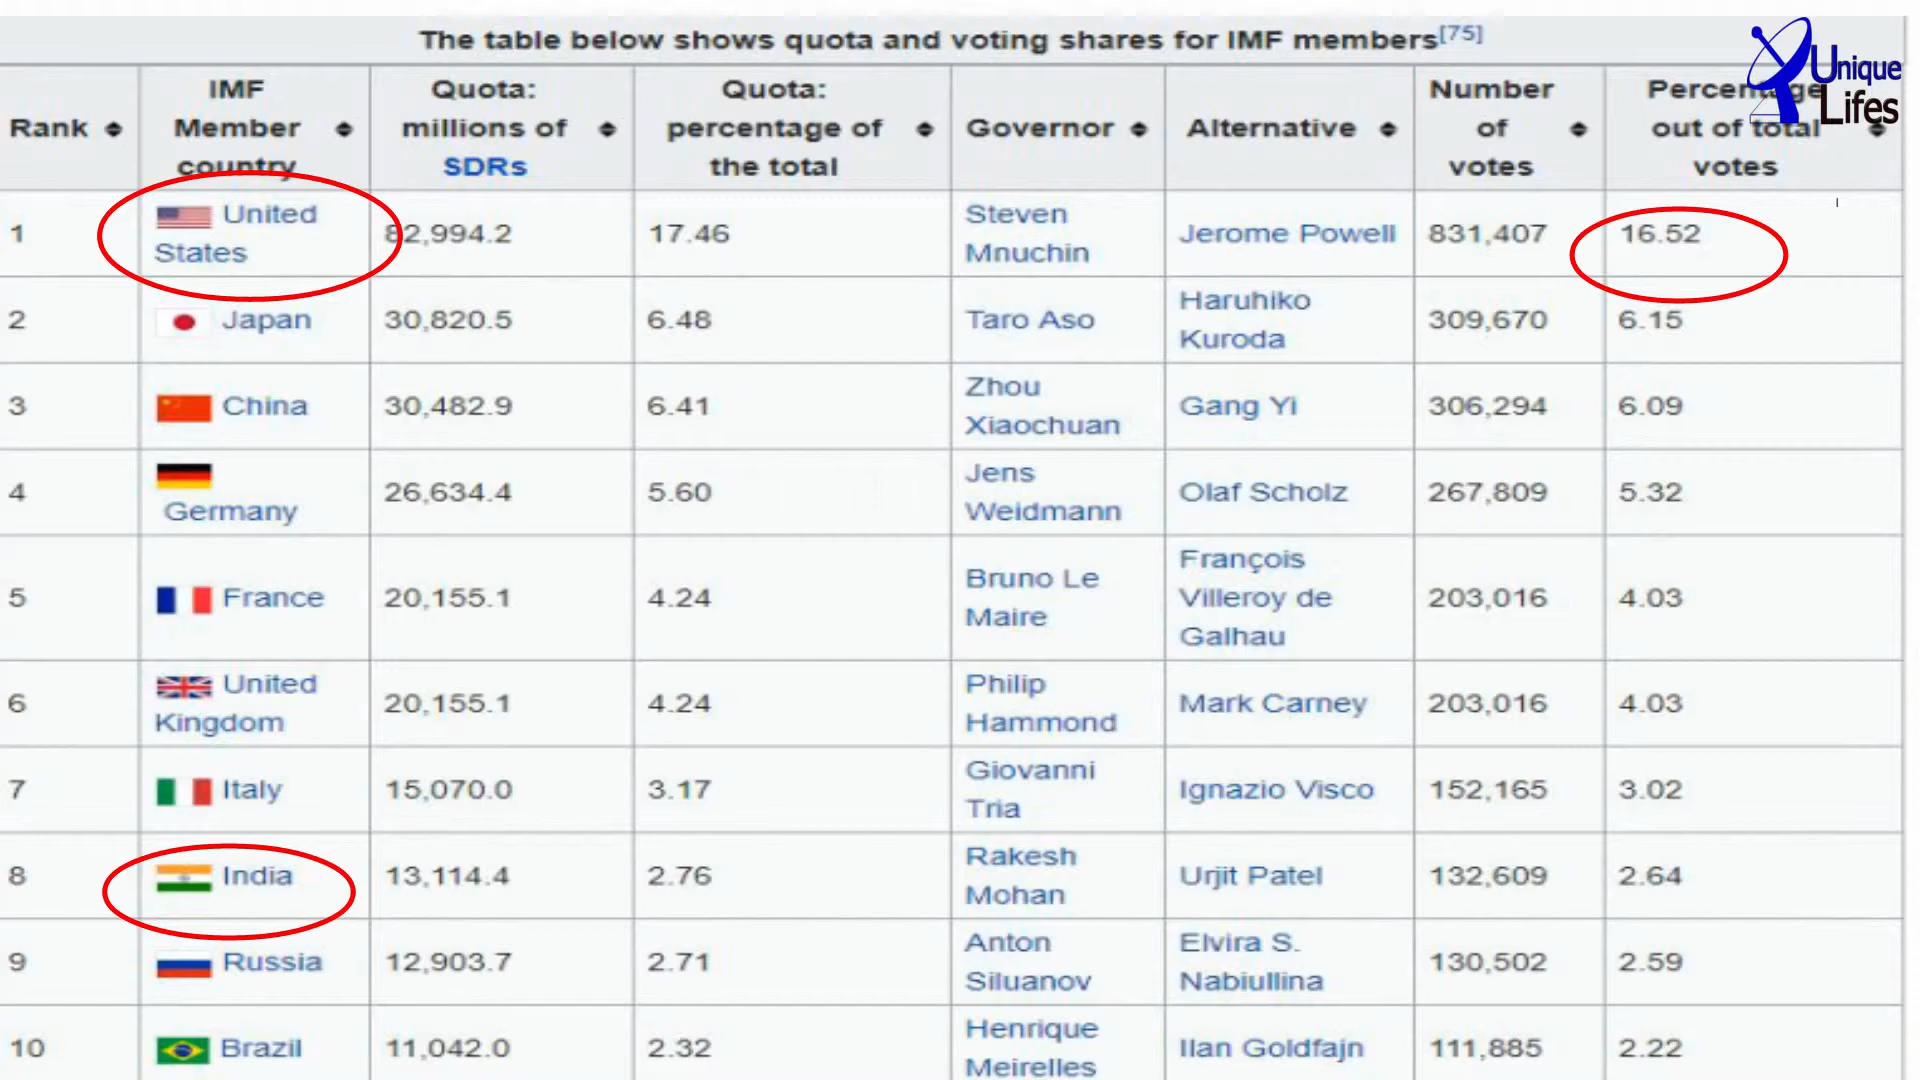 The table below shows quota and voting shares for IMF members[75]
Unique
Lifes
Rank
IMF
Member
country
Quota:
millions of
SDRs
Quota:
percentage of
the total
Governor
Alternative
Number
of
votes
Percentage
out of total
votes
1
United
States
82,994.2
17.46
Steven
Mnuchin
Jerome Powell
831,407
16.52
2
Japan
30,820.5
6.48
Taro Aso
Haruhiko
Kuroda
309,670
6.15
3
China
30,482.9
6.41
Zhou
Xiaochuan
Gang Yi
306,294
6.09
4
Germany
26,634.4
5.60
Jens
Weidmann
Olaf Scholz
267,809
5.32
5
France
20,155.1
4.24
Bruno Le
Maire
François
Villeroy de
Galhau
203,016
4.03
6
United
Kingdom
20,155.1
4.24
Philip
Hammond
Mark Carney
203,016
4.03
7
Italy
15,070.0
3.17
Giovanni
Tria
Ignazio Visco
152,165
3.02
8
India
13,114.4
2.76
Rakesh
Mohan
Urjit Patel
132,609
2.64
9
Russia
12,903.7
2.71
Anton
Siluanov
Elvira S.
Nabiullina
130,502
2.59
10
Brazil
11,042.0
2.32
Henrique
Meirelles
Ilan Goldfajn
111,885
2.22